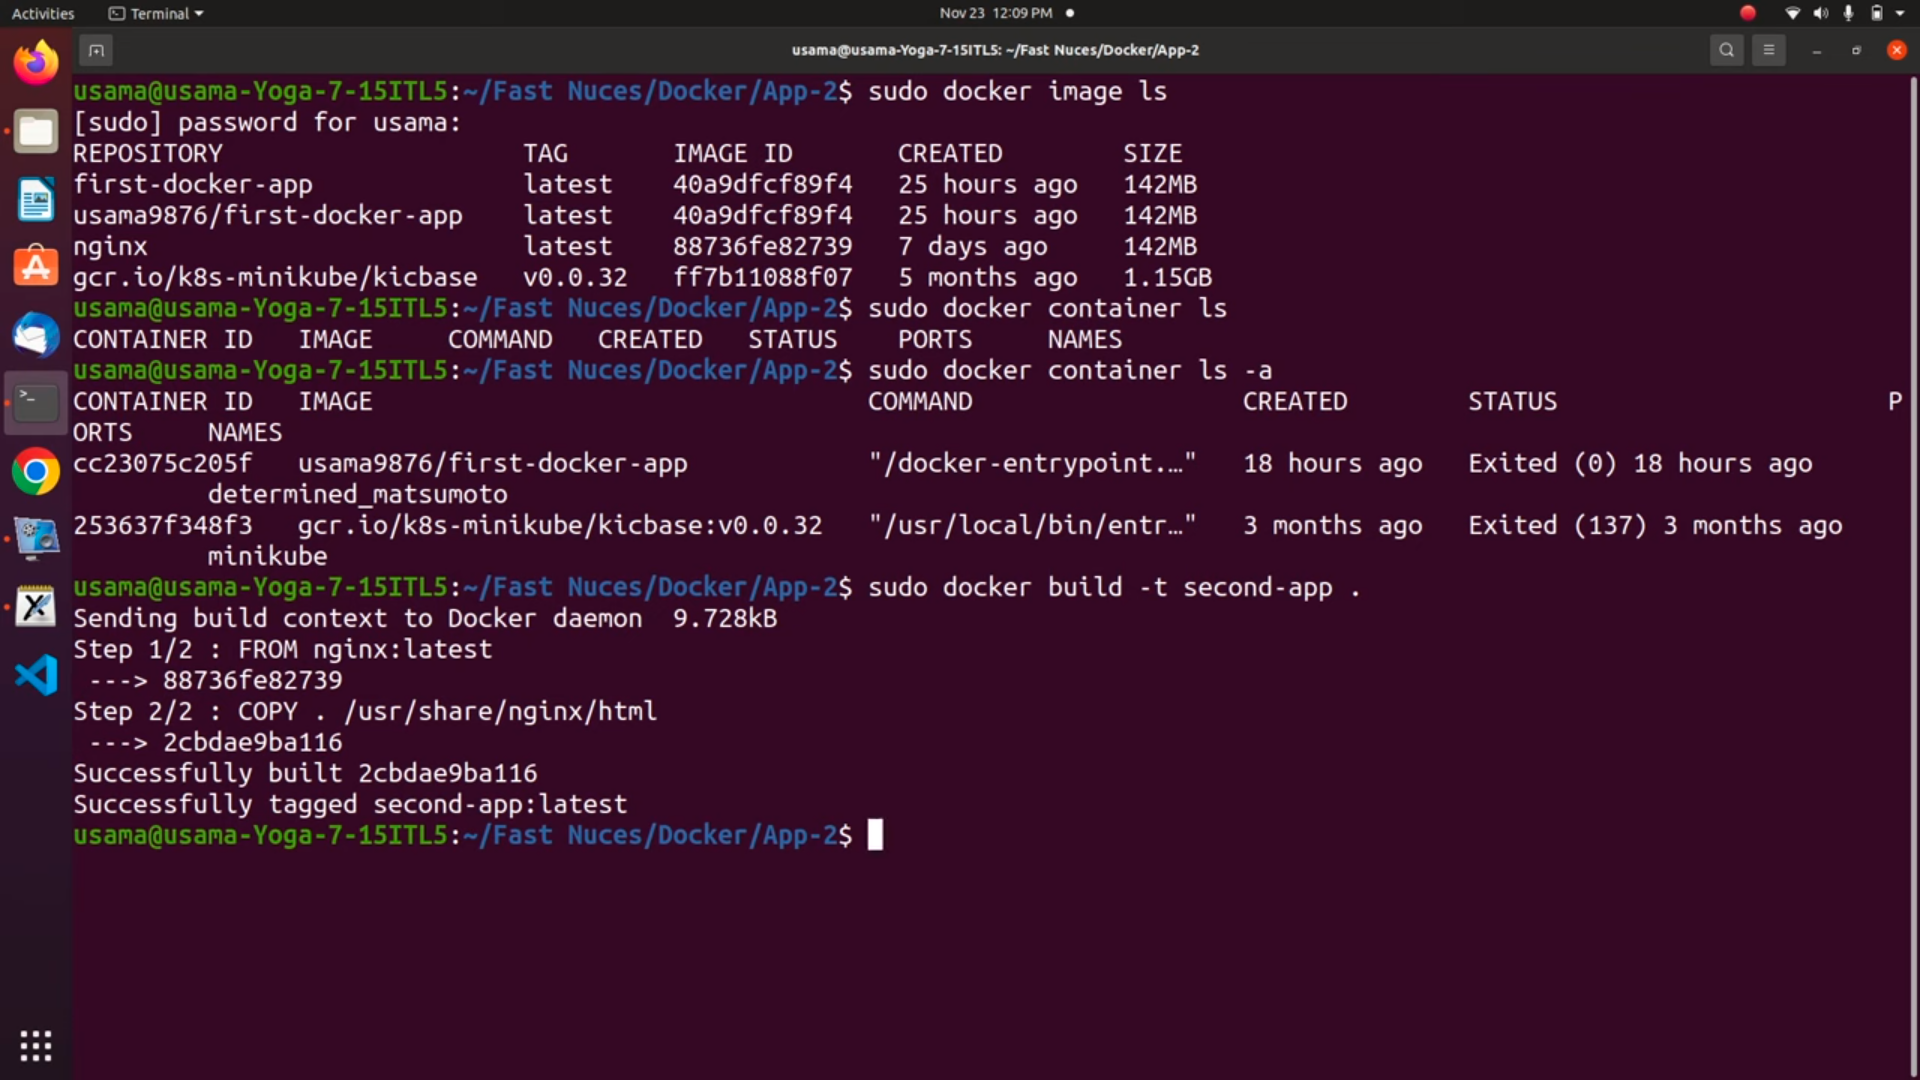 Activities Terminal Nov 23 12:09 PM
usama@usama-Yoga-7-15ITL5: ~/Fast Nuces/Docker/App-2
usama@usama-Yoga-7-15ITL5:~/Fast Nuces/Docker/App-2$ sudo docker image ls
[sudo] password for usama:
REPOSITORY TAG IMAGE ID CREATED SIZE
first-docker-app latest 40a9dfcf89f4 25 hours ago 142MB
usama9876/first-docker-app latest 40a9dfcf89f4 25 hours ago 142MB
nginx latest 88736fe82739 7 days ago 142MB
gcr.io/k8s-minikube/kicbase v0.0.32 ff7b11088f07 5 months ago 1.15GB
usama@usama-Yoga-7-15ITL5:~/Fast Nuces/Docker/App-2$ sudo docker container ls
CONTAINER ID IMAGE COMMAND CREATED STATUS PORTS NAMES
usama@usama-Yoga-7-15ITL5:~/Fast Nuces/Docker/App-2$ sudo docker container ls -a
CONTAINER ID IMAGE COMMAND CREATED STATUS P
ORTS NAMES
cc23075c205f usama9876/first-docker-app "/docker-entrypoint.…" 18 hours ago Exited (0) 18 hours ago
determined_matsumoto
253637f348f3 gcr.io/k8s-minikube/kicbase:v0.0.32 "/usr/local/bin/entr…" 3 months ago Exited (137) 3 months ago
minikube
usama@usama-Yoga-7-15ITL5:~/Fast Nuces/Docker/App-2$ sudo docker build -t second-app .
Sending build context to Docker daemon 9.728kB
Step 1/2 : FROM nginx:latest
---> 88736fe82739
Step 2/2 : COPY . /usr/share/nginx/html
---> 2cbdae9ba116
Successfully built 2cbdae9ba116
Successfully tagged second-app:latest
usama@usama-Yoga-7-15ITL5:~/Fast Nuces/Docker/App-2$